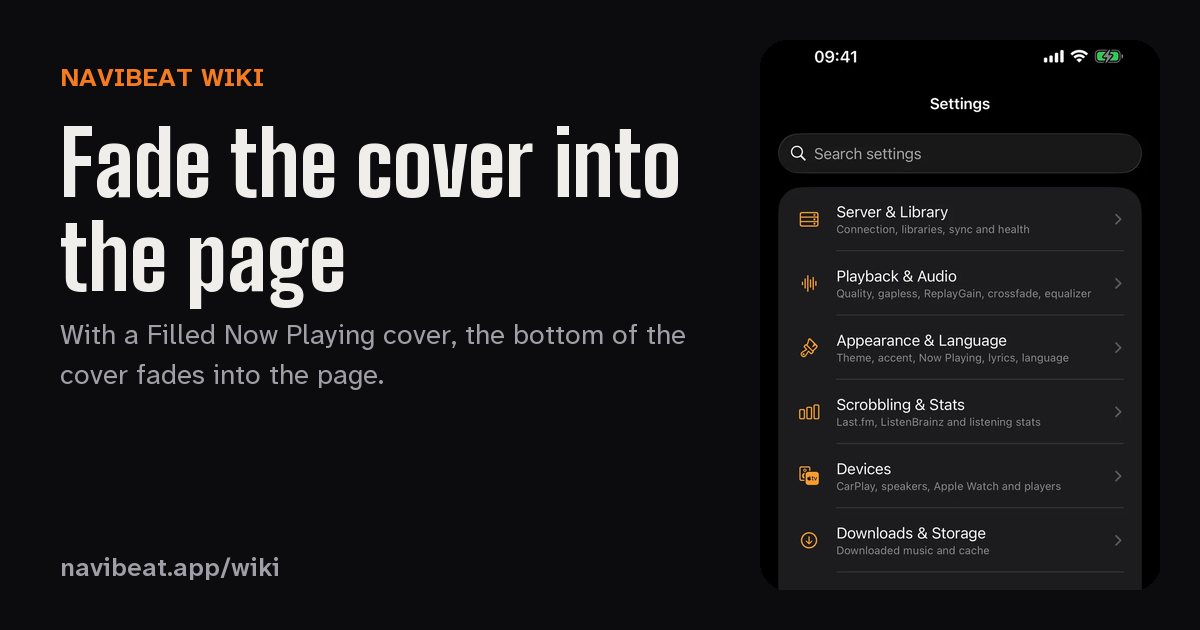 NAVIBEAT WIKI
Fade the cover into
the page
With a Filled Now Playing cover, the bottom of the
cover fades into the page.
navibeat.app/wiki
09:41
Settings
Search settings
Server & Library
Connection, libraries, sync and health
Playback & Audio
Quality, gapless, ReplayGain, crossfade, equalizer
Appearance & Language
Theme, accent, Now Playing, lyrics, language
Scrobbling & Stats
Last.fm, ListenBrainz and listening stats
Devices
CarPlay, speakers, Apple Watch and players
Downloads & Storage
Downloaded music and cache